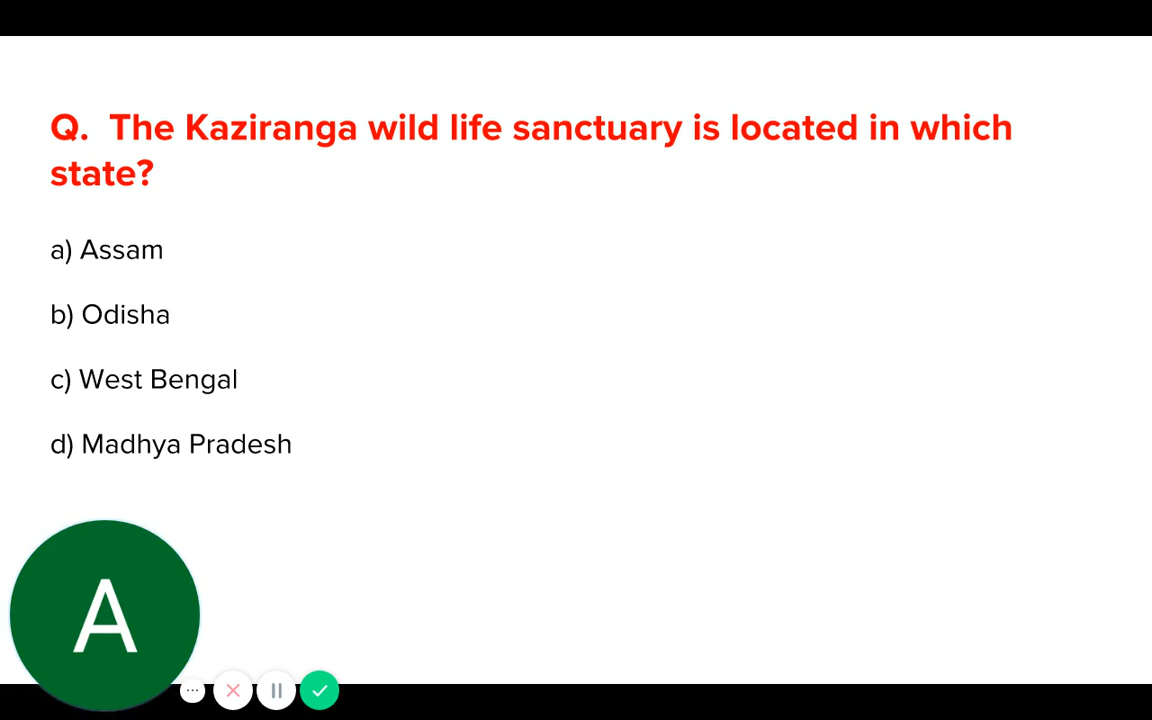 Q. The Kaziranga wild life sanctuary is located in which
state?
a) Assam
b) Odisha
c) West Bengal
d) Madhya Pradesh
A